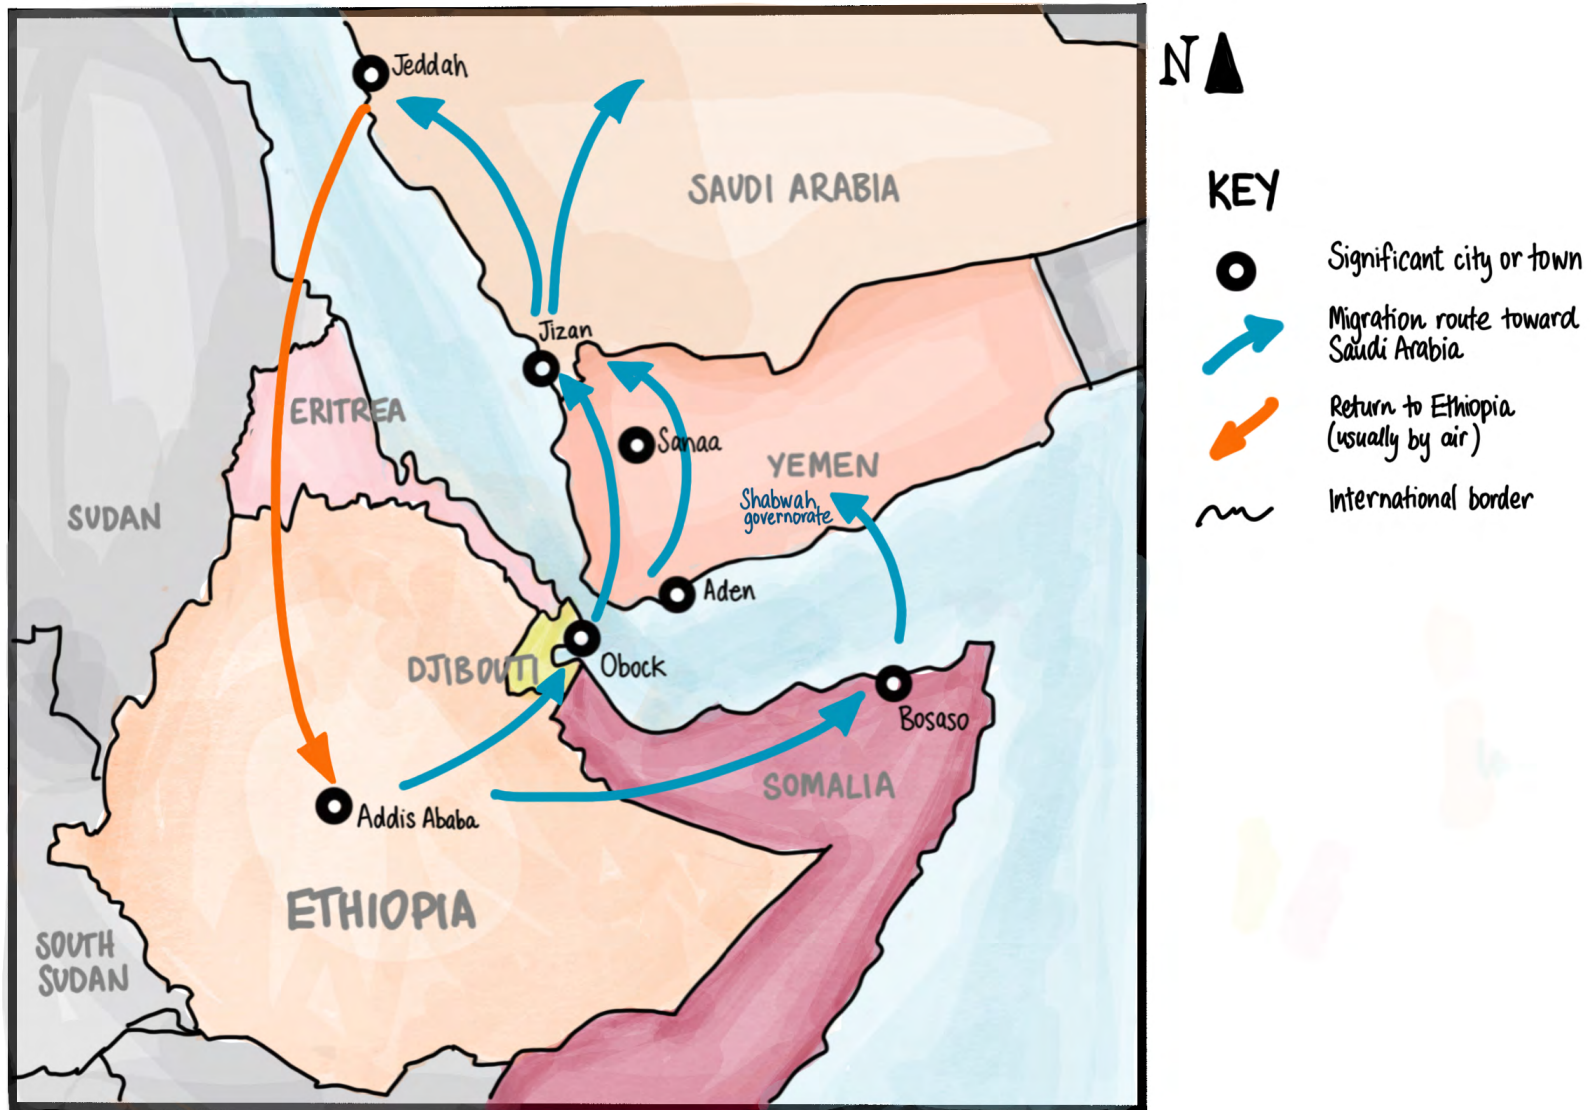 Jeddah
SAUDI ARABIA
Jizan
ERITREA
Sanaa
YEMEN
Shabwah
governorate
SUDAN
Aden
DJIBOUTI
Obock
Bosaso
SOMALIA
Addis Ababa
ETHIOPIA
SOUTH
SUDAN
N
KEY
Significant city or town
Migration route toward
Saudi Arabia
Return to Ethiopia
(usually by air)
International border